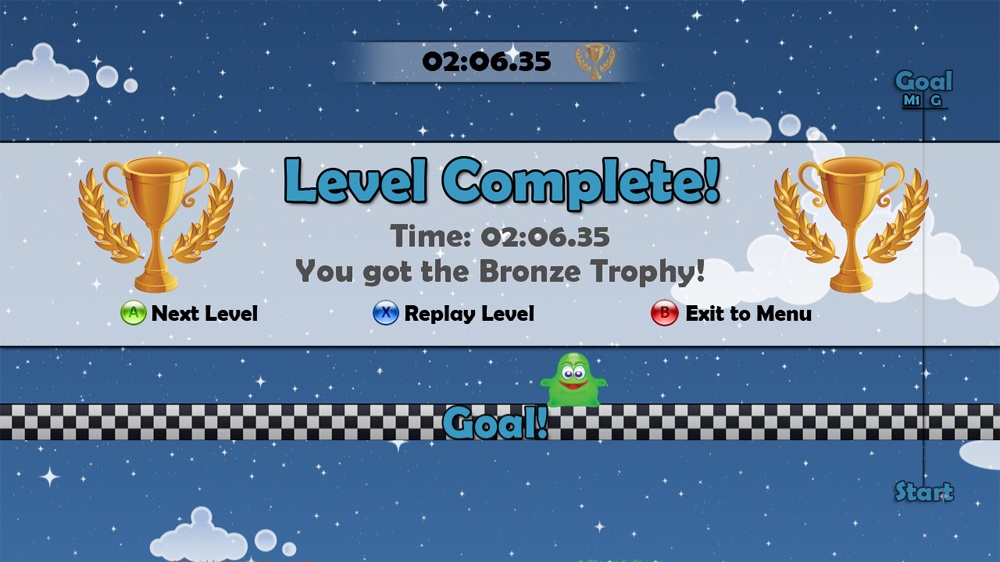 02:06.35
Goal
M1 G
Level Complete!
Time: 02:06.35
You got the Bronze Trophy!
A Next Level
X Replay Level
B Exit to Menu
Goal!
Start